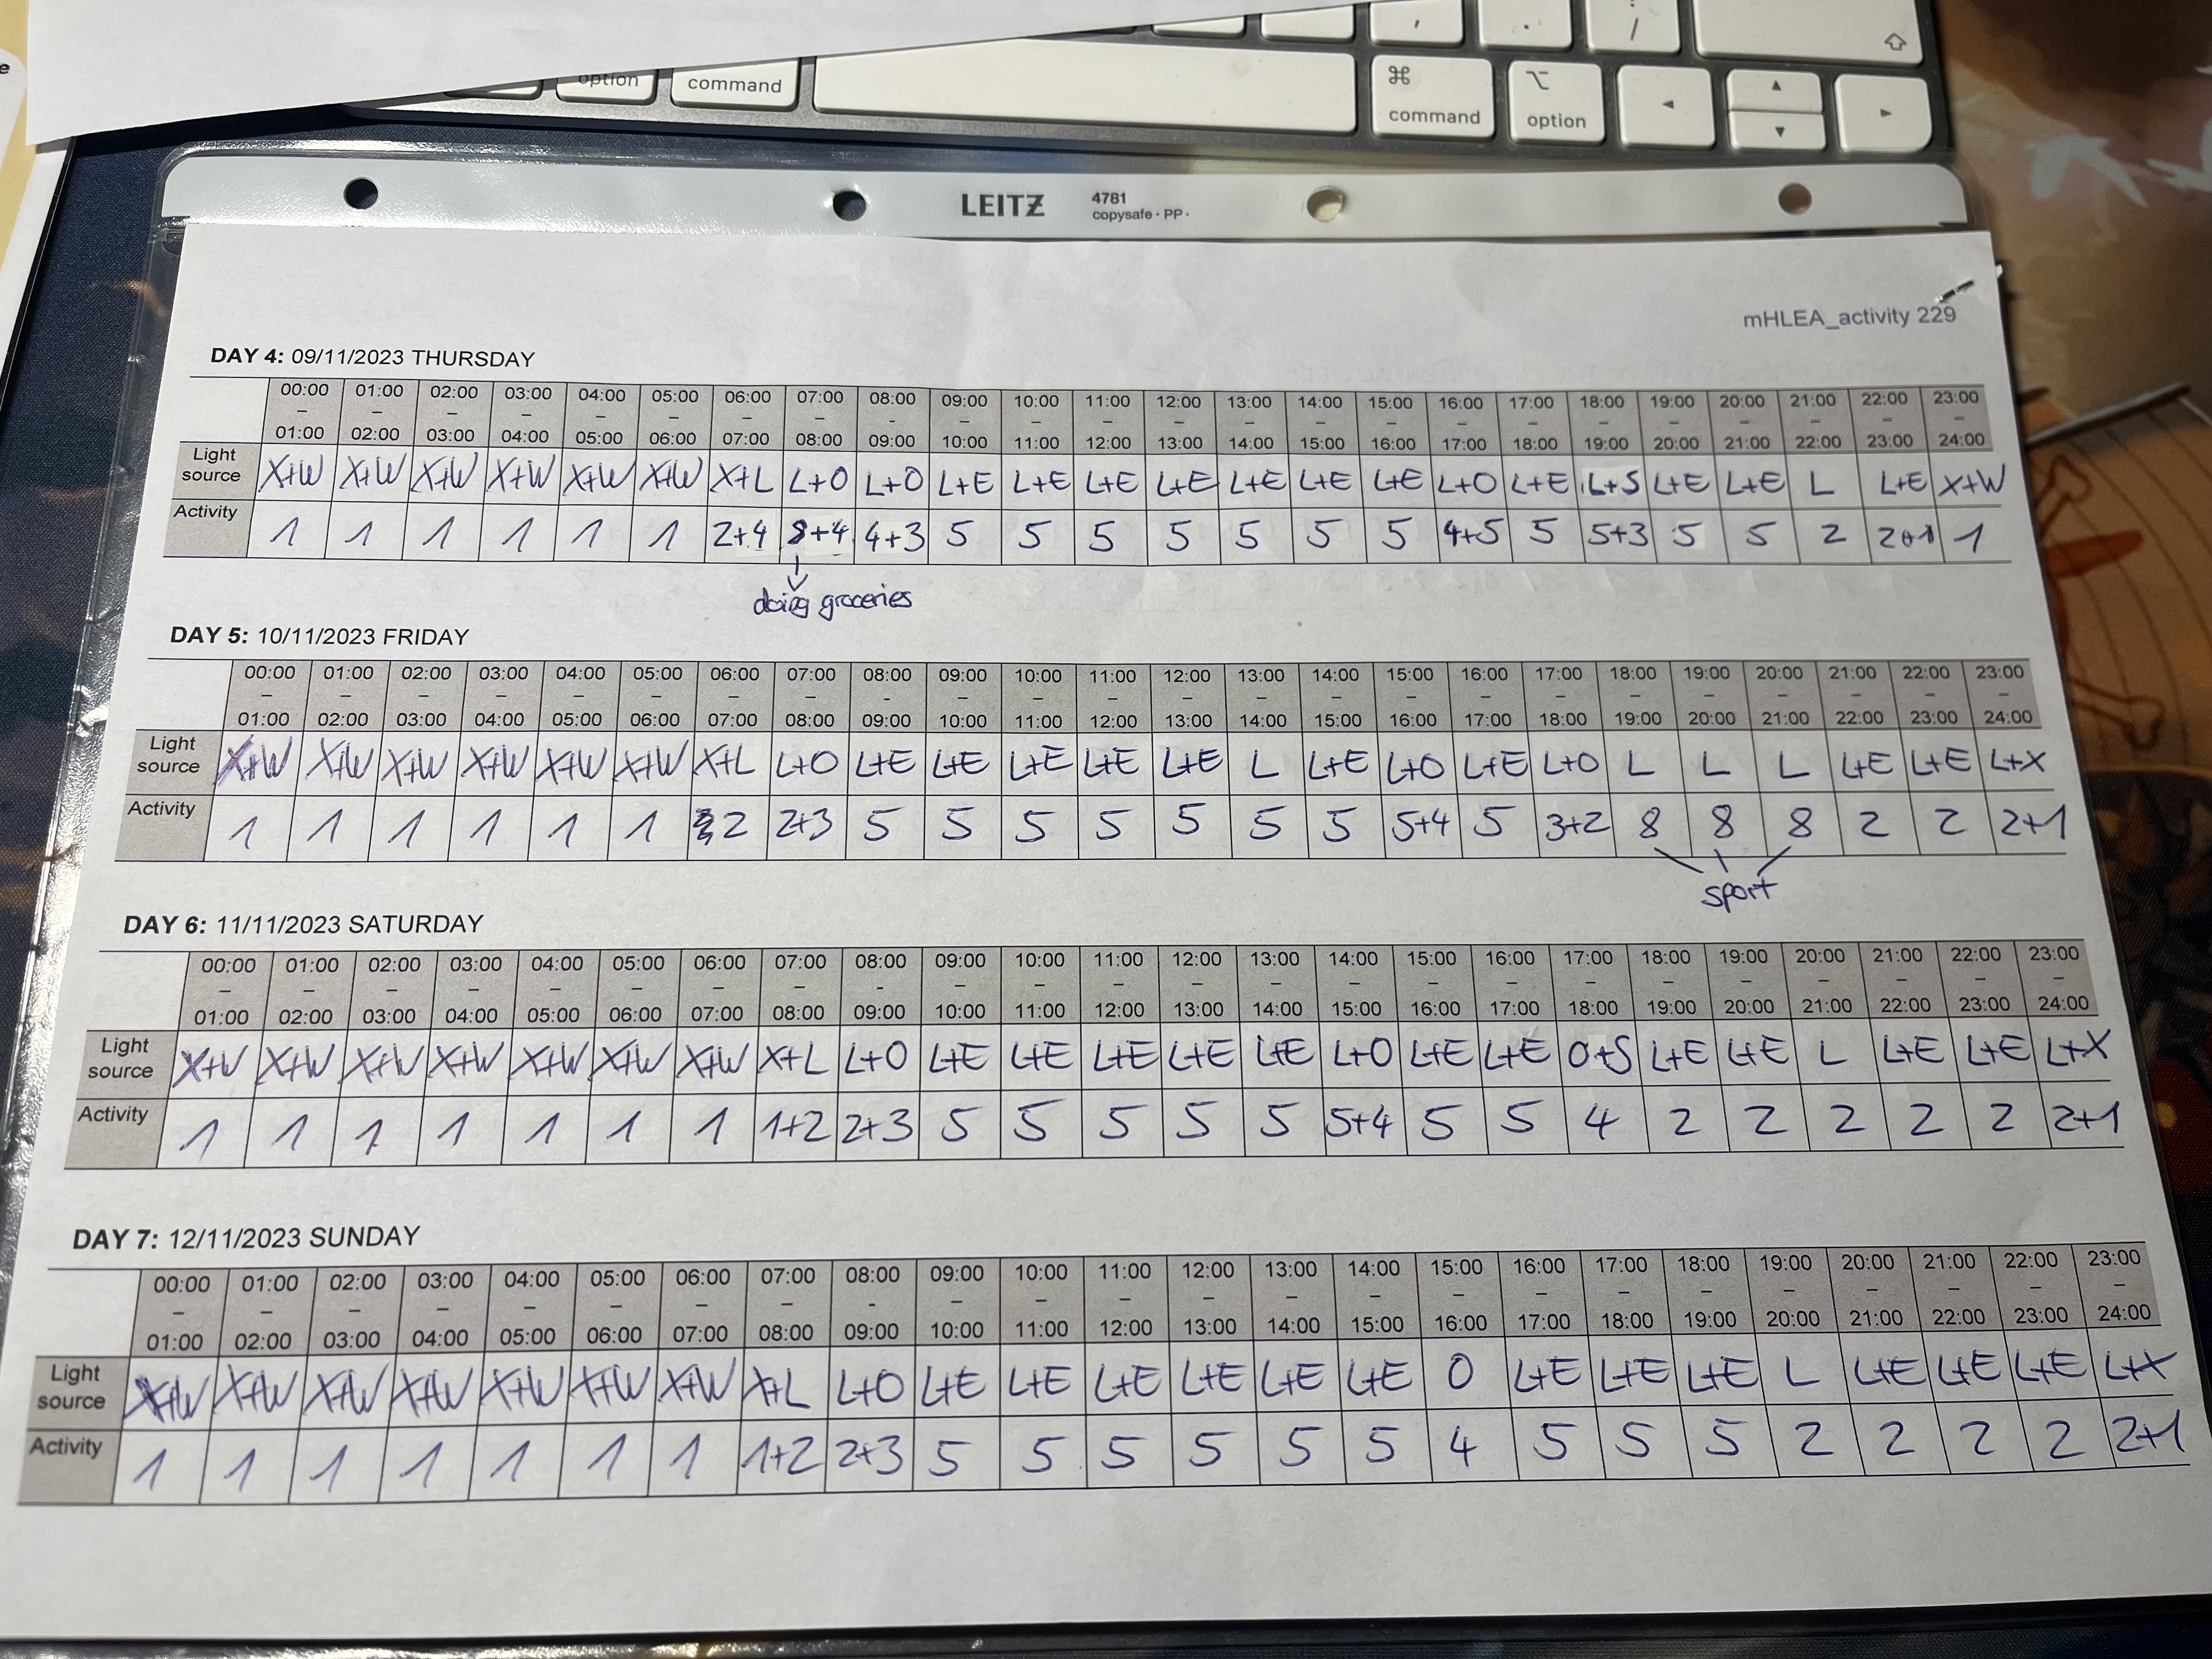 e
option
command
,
.
:
/
⌘
command
⌥
option
LEITZ
4781
copysafe · PP ·
mHLEA_activity 229
DAY 4: 09/11/2023 THURSDAY
00:00 01:00 02:00 03:00 04:00 05:00 06:00 07:00 08:00 09:00 10:00 11:00 12:00 13:00 14:00 15:00 16:00 17:00 18:00 19:00 20:00 21:00 22:00 23:00
– – – – – – – – - – – – – – – – – – – – – – – –
01:00 02:00 03:00 04:00 05:00 06:00 07:00 08:00 09:00 10:00 11:00 12:00 13:00 14:00 15:00 16:00 17:00 18:00 19:00 20:00 21:00 22:00 23:00 24:00
Light source X+W X+W X+W X+W X+W X+W X+L L+O L+O L+E L+E L+E L+E L+E L+E L+E L+O L+E L+S L+E L+E L L+E X+W
Activity 1 1 1 1 1 1 2+4 8+4 4+3 5 5 5 5 5 5 5 4+5 5 5+3 5 5 2 2+1 1
doing groceries
DAY 5: 10/11/2023 FRIDAY
00:00 01:00 02:00 03:00 04:00 05:00 06:00 07:00 08:00 09:00 10:00 11:00 12:00 13:00 14:00 15:00 16:00 17:00 18:00 19:00 20:00 21:00 22:00 23:00
– – – – – – – – - – – – – – – – – – – – – – – –
01:00 02:00 03:00 04:00 05:00 06:00 07:00 08:00 09:00 10:00 11:00 12:00 13:00 14:00 15:00 16:00 17:00 18:00 19:00 20:00 21:00 22:00 23:00 24:00
Light source X+W X+W X+W X+W X+W X+W X+L L+O L+E L+E L+E L+E L+E L L+E L+O L+E L+O L L L L+E L+E L+X
Activity 1 1 1 1 1 1 2 2+3 5 5 5 5 5 5 5 5+4 5 3+2 8 8 8 2 2 2+1
sport
DAY 6: 11/11/2023 SATURDAY
00:00 01:00 02:00 03:00 04:00 05:00 06:00 07:00 08:00 09:00 10:00 11:00 12:00 13:00 14:00 15:00 16:00 17:00 18:00 19:00 20:00 21:00 22:00 23:00
– – – – – – – – - – – – – – – – – – – – – – – –
01:00 02:00 03:00 04:00 05:00 06:00 07:00 08:00 09:00 10:00 11:00 12:00 13:00 14:00 15:00 16:00 17:00 18:00 19:00 20:00 21:00 22:00 23:00 24:00
Light source X+W X+W X+W X+W X+W X+W X+W X+L L+O L+E L+E L+E L+E L+E L+O L+E L+E O+S L+E L+E L L+E L+E L+X
Activity 1 1 1 1 1 1 1 1+2 2+3 5 5 5 5 5 5+4 5 5 4 2 2 2 2 2 2+1
DAY 7: 12/11/2023 SUNDAY
00:00 01:00 02:00 03:00 04:00 05:00 06:00 07:00 08:00 09:00 10:00 11:00 12:00 13:00 14:00 15:00 16:00 17:00 18:00 19:00 20:00 21:00 22:00 23:00
– – – – – – – – - – – – – – – – – – – – – – – –
01:00 02:00 03:00 04:00 05:00 06:00 07:00 08:00 09:00 10:00 11:00 12:00 13:00 14:00 15:00 16:00 17:00 18:00 19:00 20:00 21:00 22:00 23:00 24:00
Light source X+W X+W X+W X+W X+W X+W X+W X+L L+O L+E L+E L+E L+E L+E L+E O L+E L+E L+E L L+E L+E L+E L+X
Activity 1 1 1 1 1 1 1 1+2 2+3 5 5 5 5 5 5 4 5 5 5 2 2 2 2 2+1